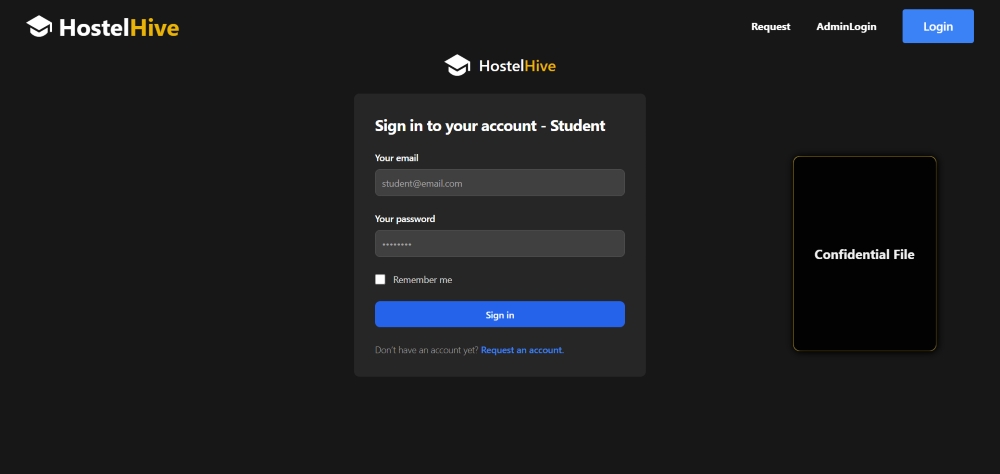 HostelHive
Request
AdminLogin
Login
HostelHive
Sign in to your account - Student
Your email
student@email.com
Your password
••••••••
Remember me
Sign in
Don't have an account yet? Request an account.
Confidential File